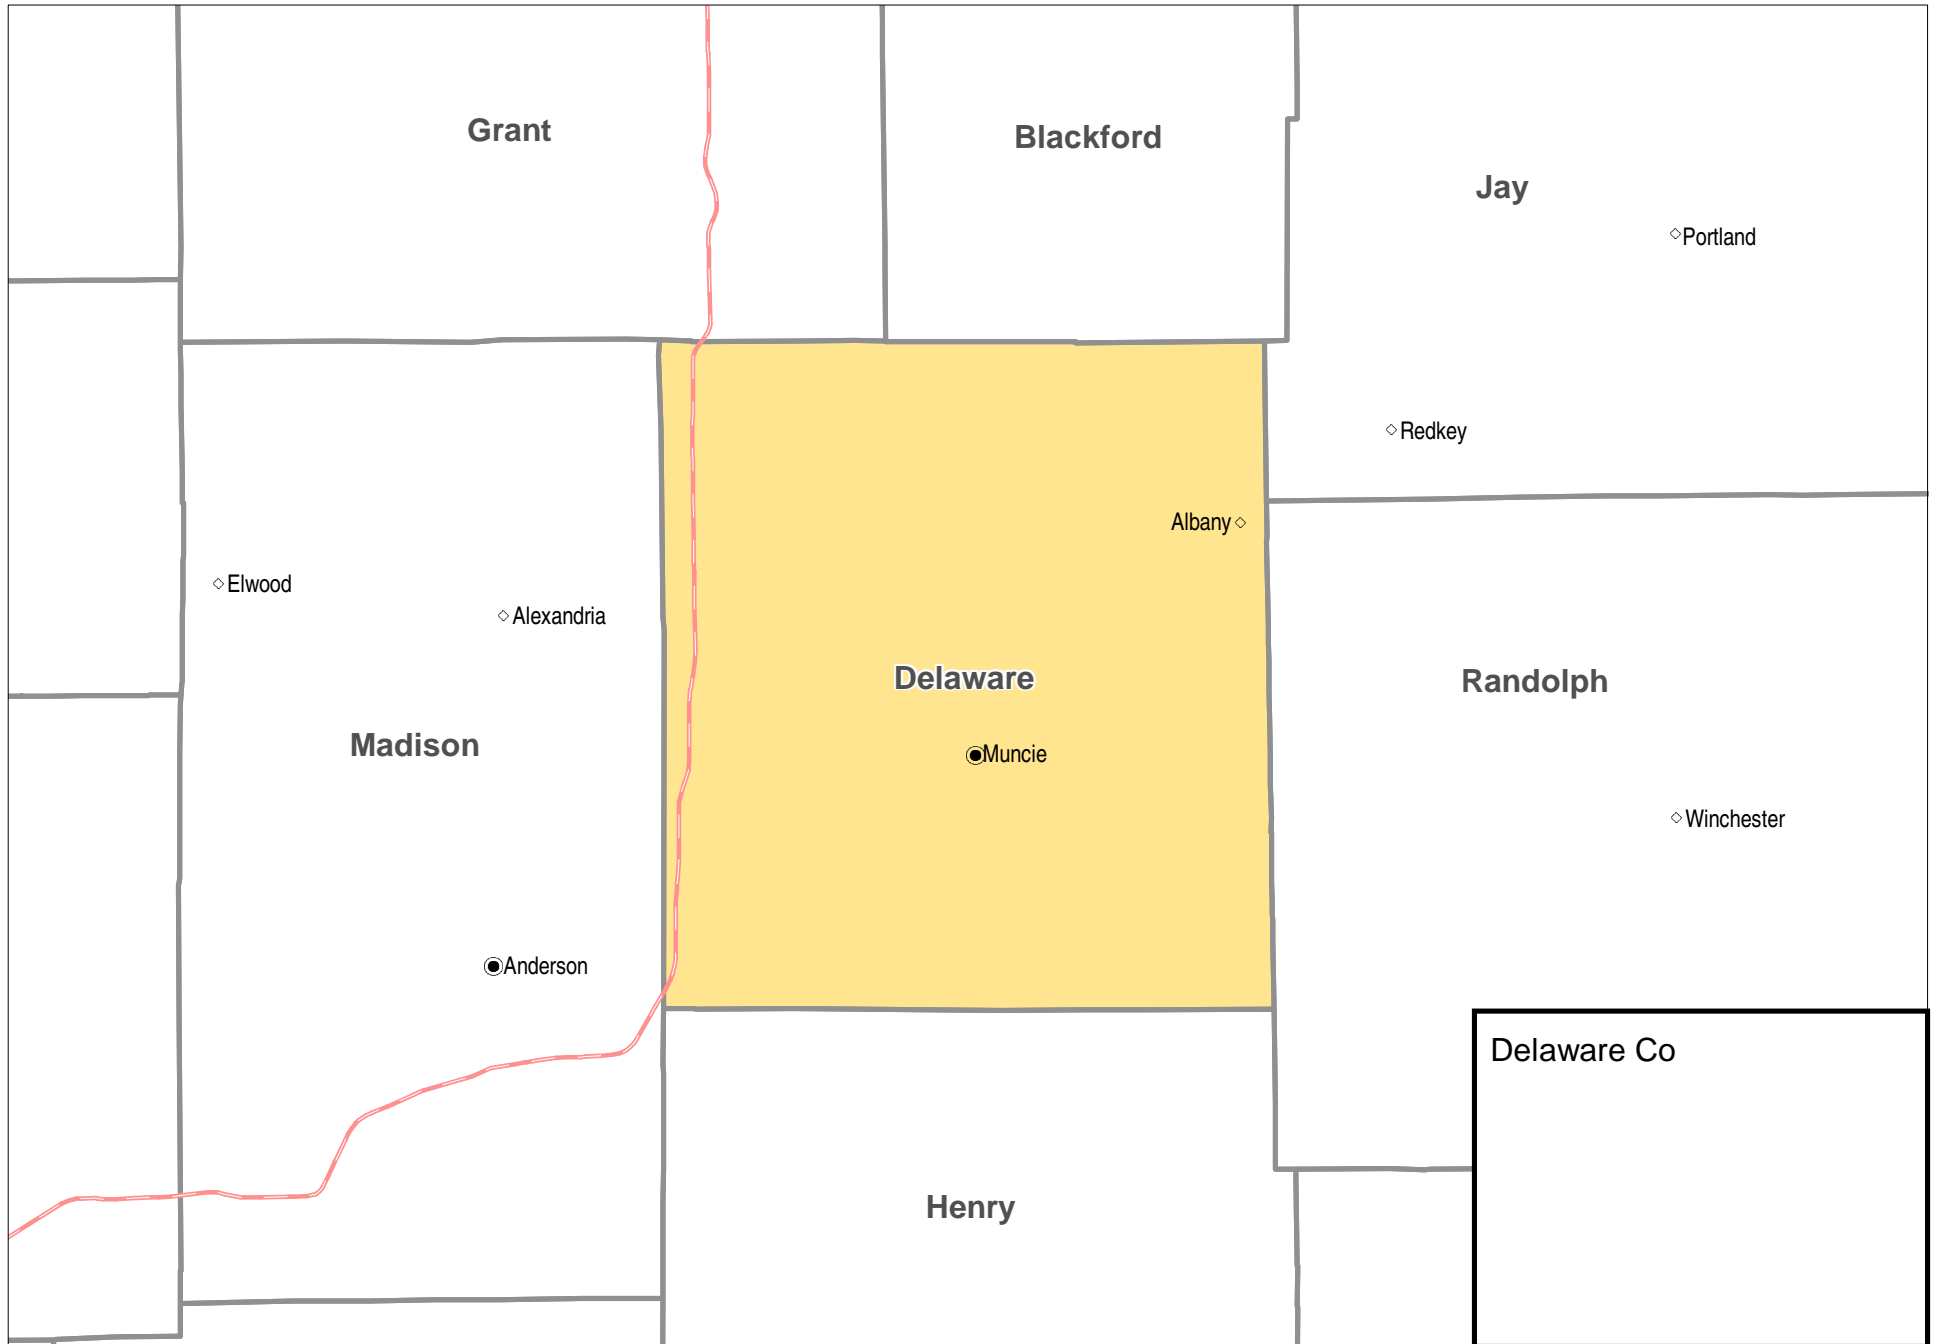 Grant
Blackford
Jay
Portland
Redkey
Albany
Elwood
Alexandria
Delaware
Randolph
Madison
Muncie
Winchester
Anderson
Delaware Co
Henry